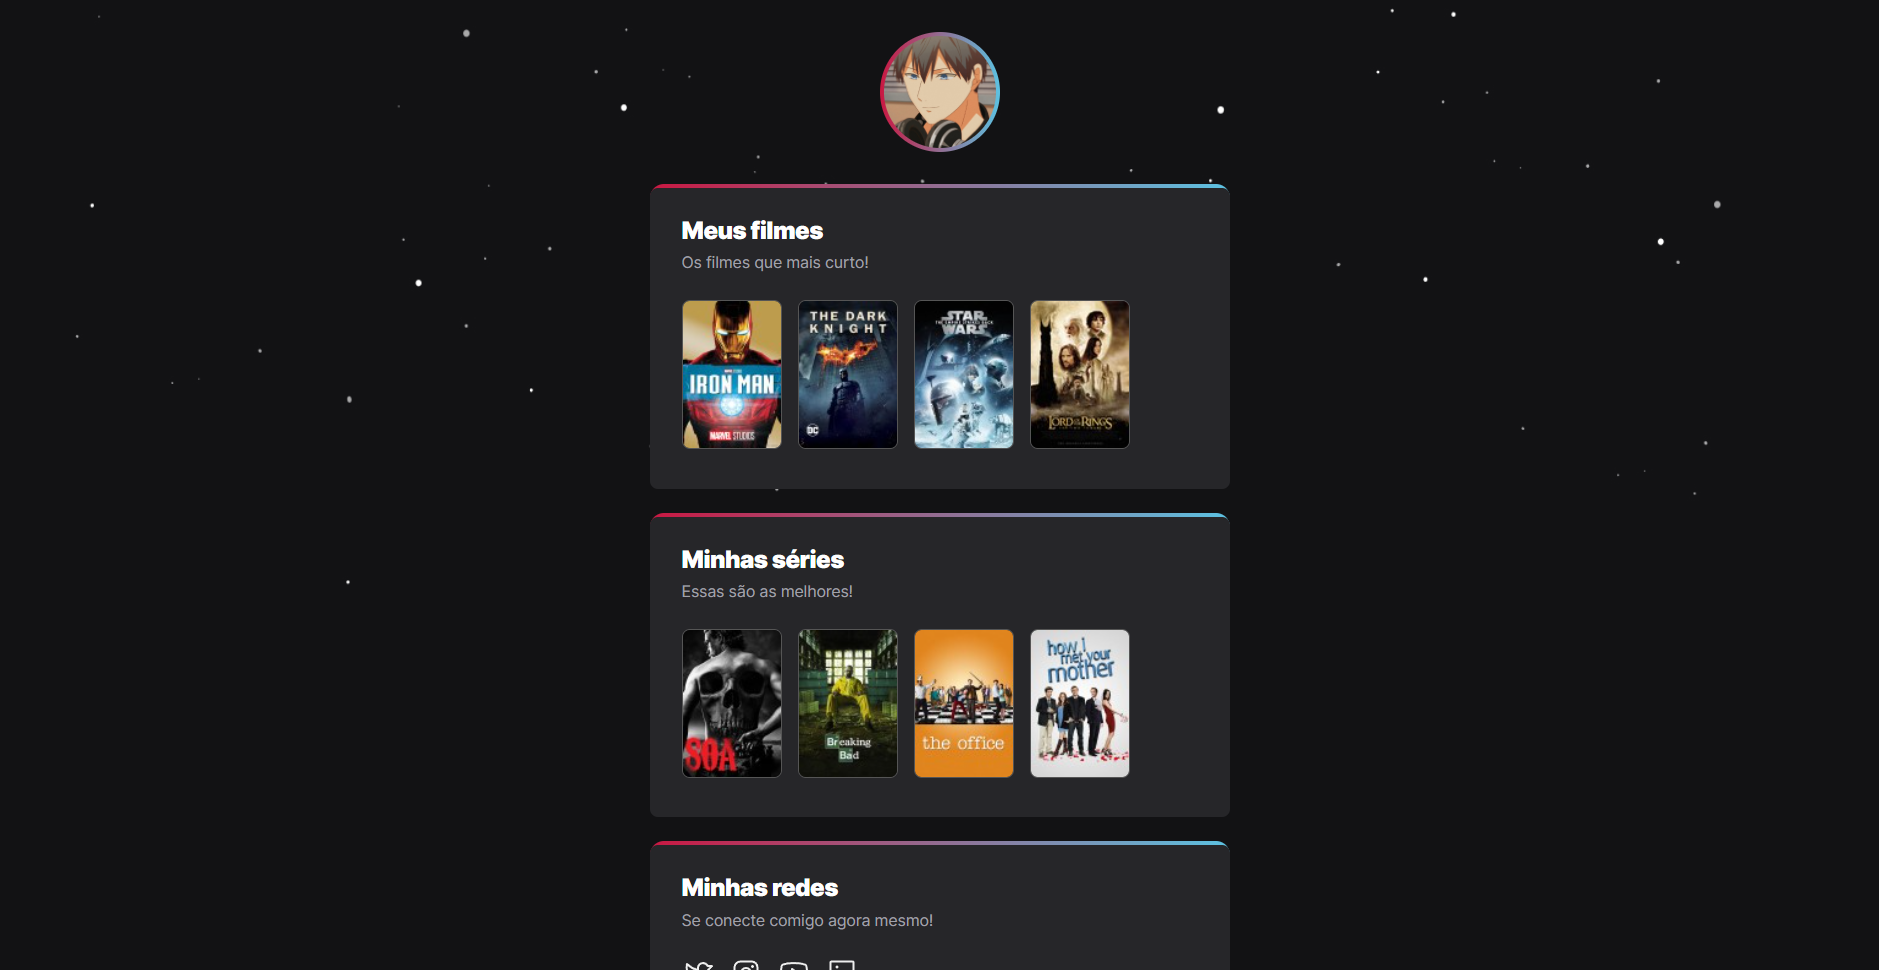 Meus filmes
Os filmes que mais curto!
IRON MAN
MARVEL STUDIOS
THE DARK
KNIGHT
DC
STAR
WARS
THE LORD OF THE RINGS
Minhas séries
Essas são as melhores!
SOA
Breaking
Bad
the office
how i
met your
mother
Minhas redes
Se conecte comigo agora mesmo!